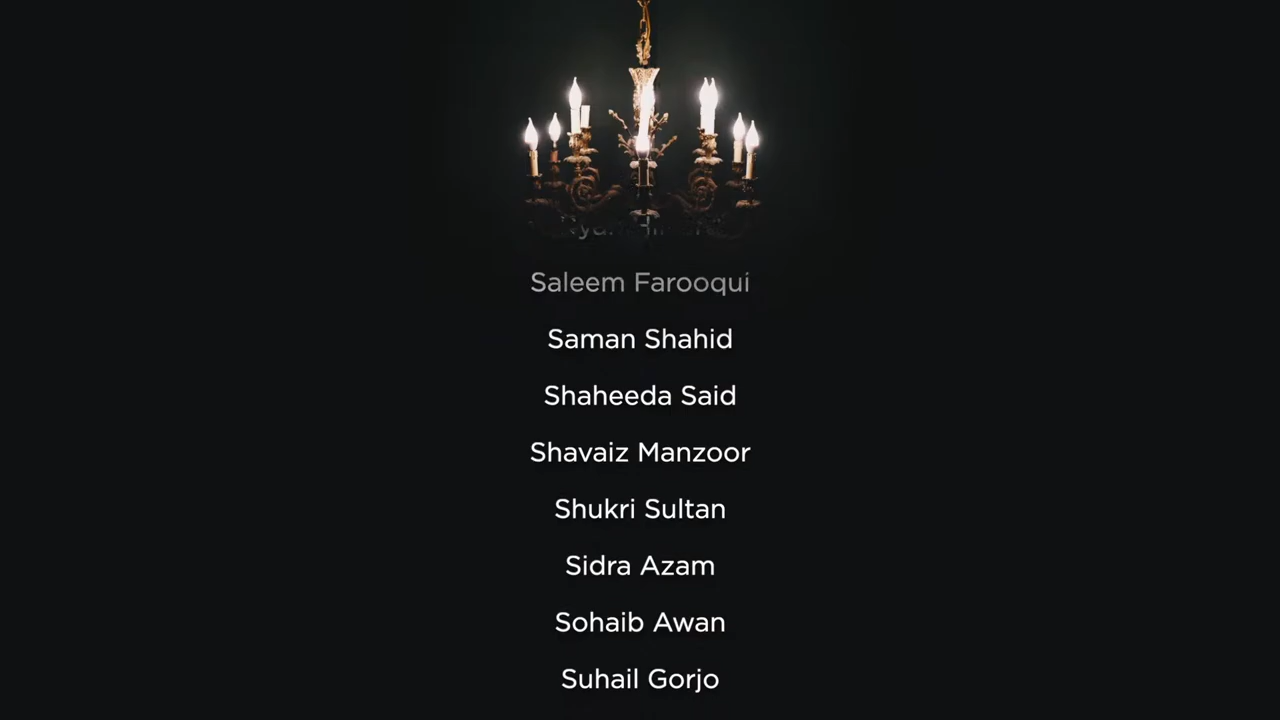 Saleem Farooqui
Saman Shahid
Shaheeda Said
Shavaiz Manzoor
Shukri Sultan
Sidra Azam
Sohaib Awan
Suhail Gorjo